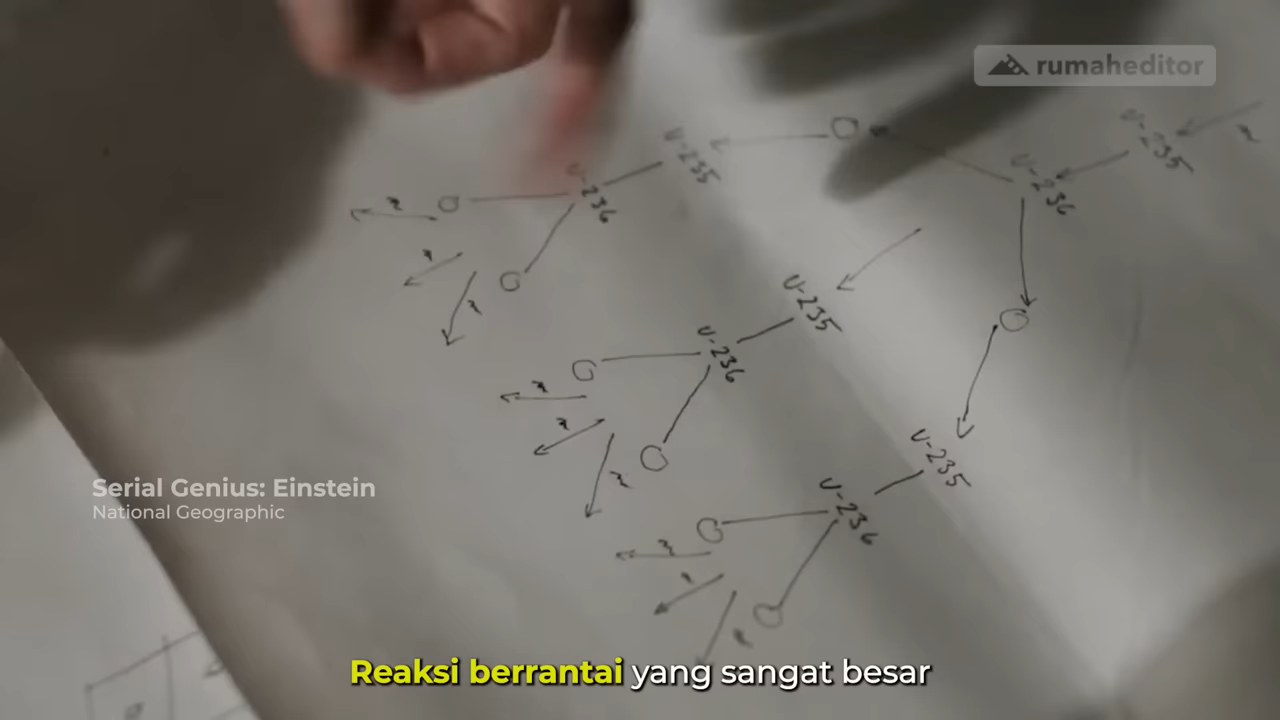 rumaheditor
U-235
n
U-236
U-235
U-236
n
n
n
U-235
U-236
n
n
n
U-235
U-236
n
n
n
Serial Genius: Einstein
National Geographic
Reaksi berrantai yang sangat besar